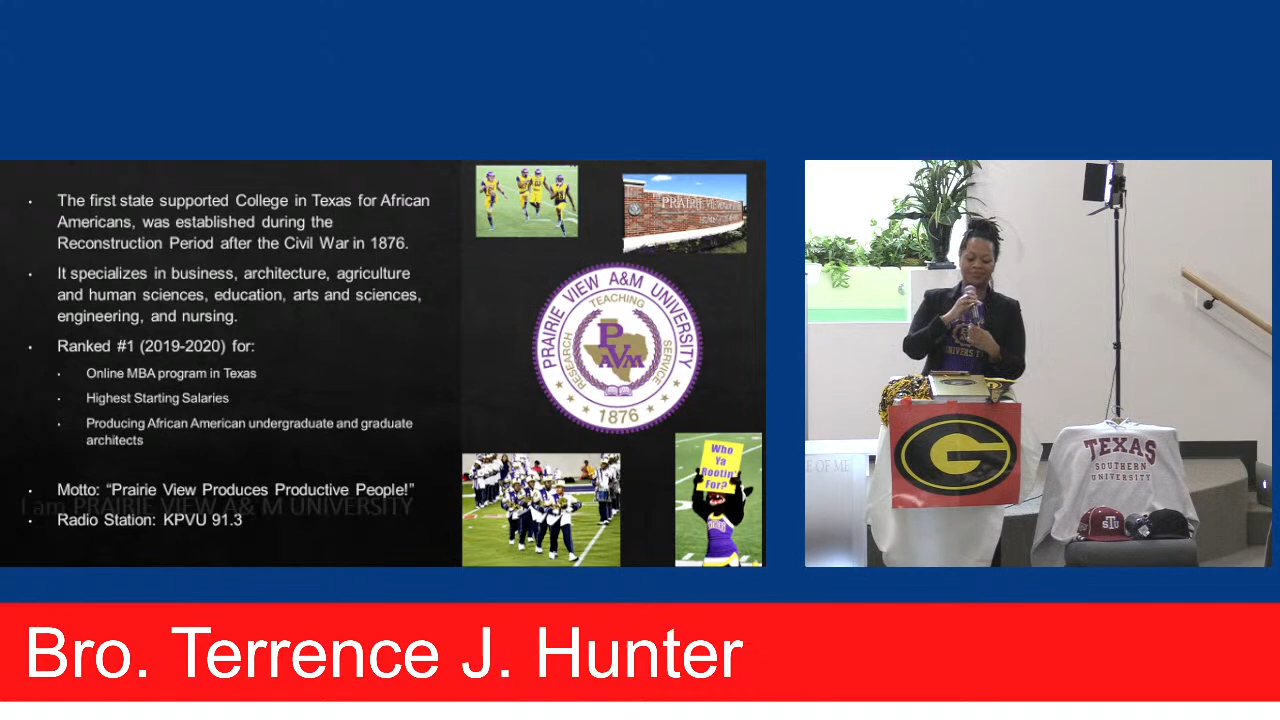 The first state supported College in Texas for African
Americans, was established during the
Reconstruction Period after the Civil War in 1876.
It specializes in business, architecture, agriculture
and human sciences, education, arts and sciences,
engineering, and nursing.
Ranked #1 (2019-2020) for:
Online MBA program in Texas
Highest Starting Salaries
Producing African American undergraduate and graduate
architects
Motto: “Prairie View Produces Productive People!”
I am PRAIRIE VIEW A& M UNIVERSITY
Radio Station: KPVU 91.3
PRAIRIE VIEW
PRAIRIE VIEW A&M UNIVERSITY
TEACHING
RESEARCH
SERVICE
PVAMU
1876
Who
Ya
Rootin'
For?
UNIVERSITY
G
E OF ME
TEXAS
SOUTHERN
UNIVERSITY
STU
Bro. Terrence J. Hunter